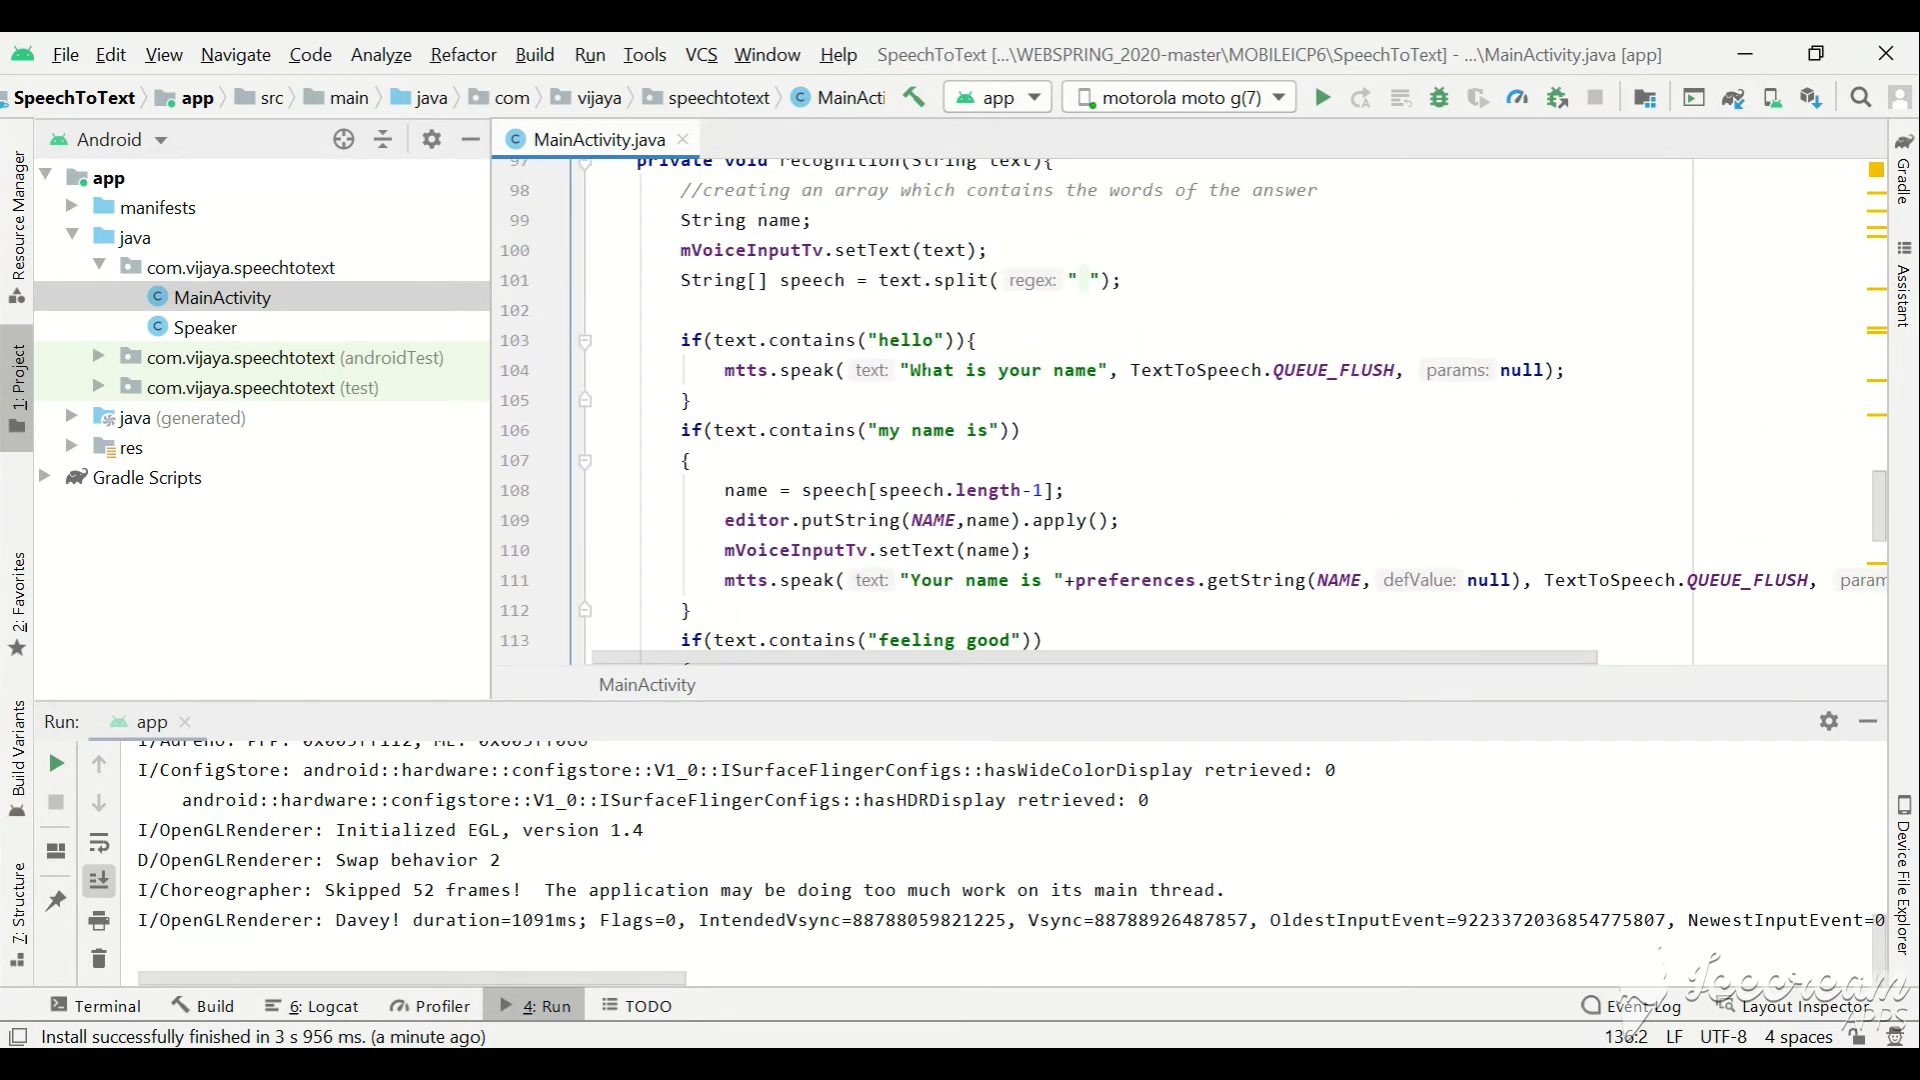 File Edit View Navigate Code Analyze Refactor Build Run Tools VCS Window Help SpeechToText [...\WEBSPRING_2020-master\MOBILEICP6\SpeechToText] - ...\MainActivity.java [app]
SpeechToText app src main java com vijaya speechtotext MainActi app motorola moto g(7)
Android
MainActivity.java
Resource Manager
1: Project
2: Favorites
Build Variants
7: Structure
app
manifests
java
com.vijaya.speechtotext
MainActivity
Speaker
com.vijaya.speechtotext (androidTest)
com.vijaya.speechtotext (test)
java (generated)
res
Gradle Scripts
97 private void recognition(String text){
98 //creating an array which contains the words of the answer
99 String name;
100 mVoiceInputTv.setText(text);
101 String[] speech = text.split( regex: " ");
102
103 if(text.contains("hello")){
104 mtts.speak( text: "What is your name", TextToSpeech.QUEUE_FLUSH, params: null);
105 }
106 if(text.contains("my name is"))
107 {
108 name = speech[speech.length-1];
109 editor.putString(NAME,name).apply();
110 mVoiceInputTv.setText(name);
111 mtts.speak( text: "Your name is "+preferences.getString(NAME, defValue: null), TextToSpeech.QUEUE_FLUSH, param
112 }
113 if(text.contains("feeling good"))
MainActivity
Gradle
Assistant
Device File Explorer
Run: app
I/Adreno: PFP: 0x005ff112, ME: 0x005ff066
I/ConfigStore: android::hardware::configstore::V1_0::ISurfaceFlingerConfigs::hasWideColorDisplay retrieved: 0
android::hardware::configstore::V1_0::ISurfaceFlingerConfigs::hasHDRDisplay retrieved: 0
I/OpenGLRenderer: Initialized EGL, version 1.4
D/OpenGLRenderer: Swap behavior 2
I/Choreographer: Skipped 52 frames!  The application may be doing too much work on its main thread.
I/OpenGLRenderer: Davey! duration=1091ms; Flags=0, IntendedVsync=88788059821225, Vsync=88788926487857, OldestInputEvent=9223372036854775807, NewestInputEvent=0
Terminal Build 6: Logcat Profiler 4: Run TODO Event Log Layout Inspector
Icecream
APPS
Install successfully finished in 3 s 956 ms. (a minute ago) 136:2 LF UTF-8 4 spaces